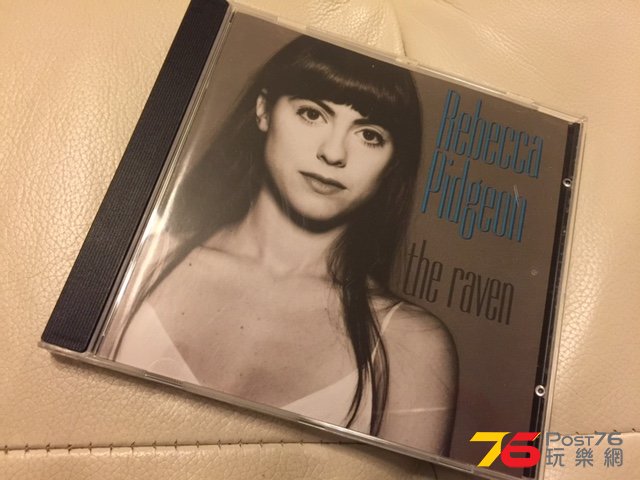 Rebecca
Pidgeon
the raven
76 POST76
玩樂網